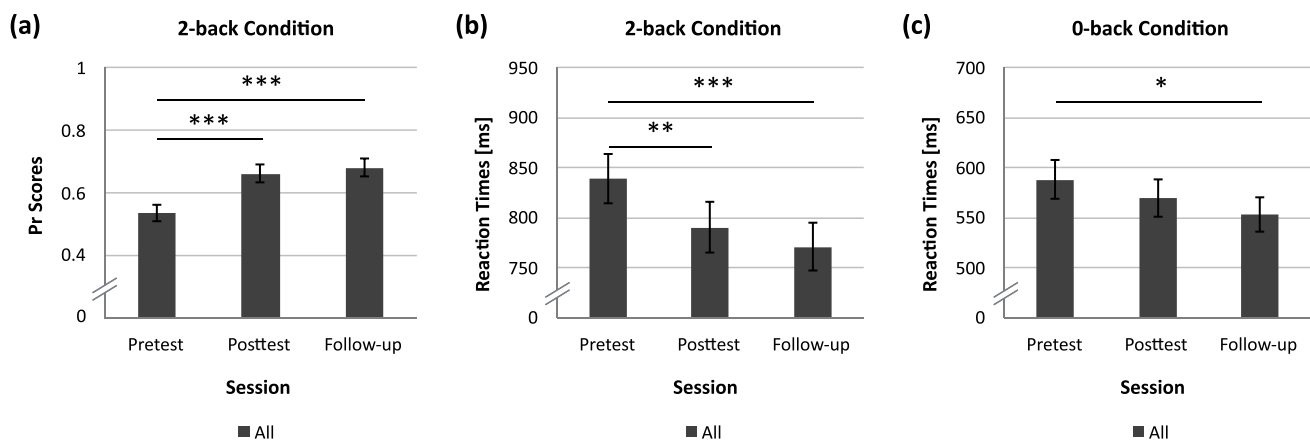 (a)
2-back Condition
1
0.8
0.6
0.4
0
Pr Scores
***
***
Pretest
Posttest
Follow-up
Session
All
(b)
2-back Condition
950
900
850
800
750
0
Reaction Times [ms]
***
**
Pretest
Posttest
Follow-up
Session
All
(c)
0-back Condition
700
650
600
550
500
0
Reaction Times [ms]
*
Pretest
Posttest
Follow-up
Session
All